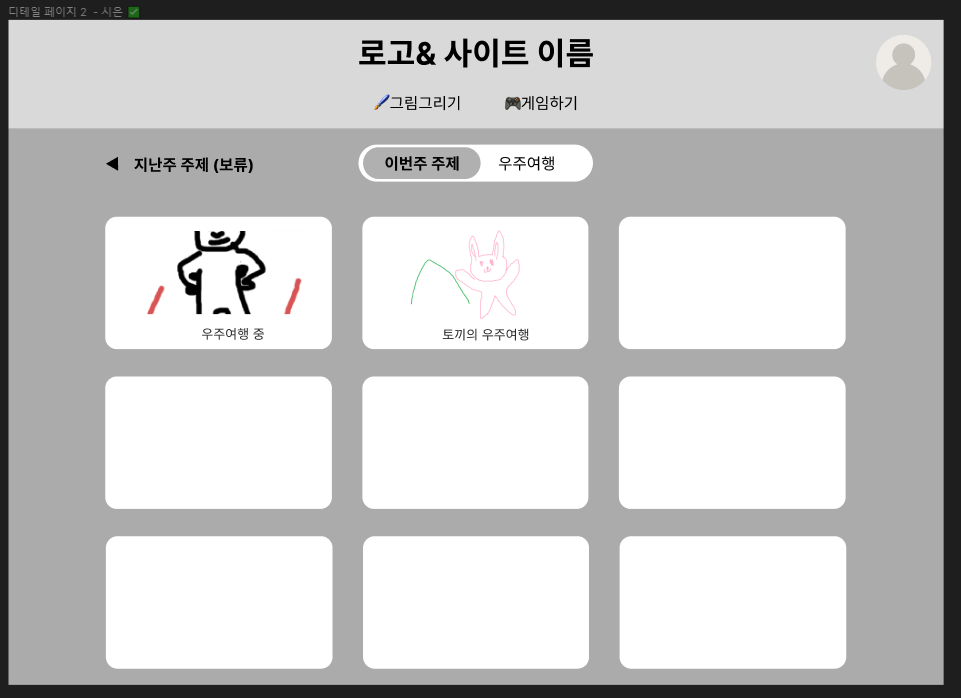 디테일 페이지 2 - 시은 ✅
로고& 사이트 이름
🖌️그림그리기 🎮게임하기
◀ 지난주 주제 (보류) 이번주 주제 우주여행
우주여행 중 토끼의 우주여행